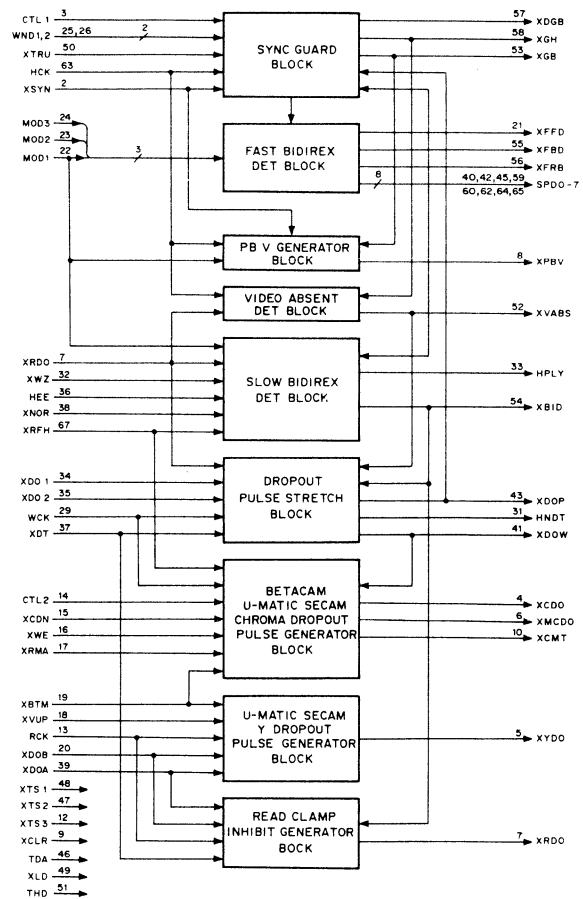 CTL 1 3
WND1,2 25,26 2
XTRU 50
HCK 63
XSYN 2
SYNC GUARD
BLOCK
57 XDGB
58 XGH
53 XGB
MOD3 24
MOD2 23
MOD1 22
3
FAST BIDIREX
DET BLOCK
21 XFFD
55 XFBD
56 XFRB
8 40,42,45,59 SPDO-7
60,62,64,65
PB V GENERATOR
BLOCK
8 XPBV
VIDEO ABSENT
DET BLOCK
52 XVABS
XRDO 7
XWZ 32
HEE 36
XNOR 38
XRFH 67
SLOW BIDIREX
DET BLOCK
33 HPLY
54 XBID
XDO 1 34
XDO 2 35
WCK 29
XDT 37
DROPOUT
PULSE STRETCH
BLOCK
43 XDOP
31 HNDT
41 XDOW
CTL2 14
XCDN 15
XWE 16
XRMA 17
BETACAM
U-MATIC SECAM
CHROMA DROPOUT
PULSE GENERATOR
BLOCK
4 XCDO
6 XMCDO
10 XCMT
XBTM 19
XVUP 18
RCK 13
XDOB 20
XDOA 39
U-MATIC SECAM
Y DROPOUT
PULSE GENERATOR
BLOCK
5 XYDO
XTS 1 48
XTS 2 47
XTS 3 12
XCLR 9
TDA 46
XLD 49
THD 51
READ CLAMP
INHIBIT GENERATOR
BOCK
7 XRDO